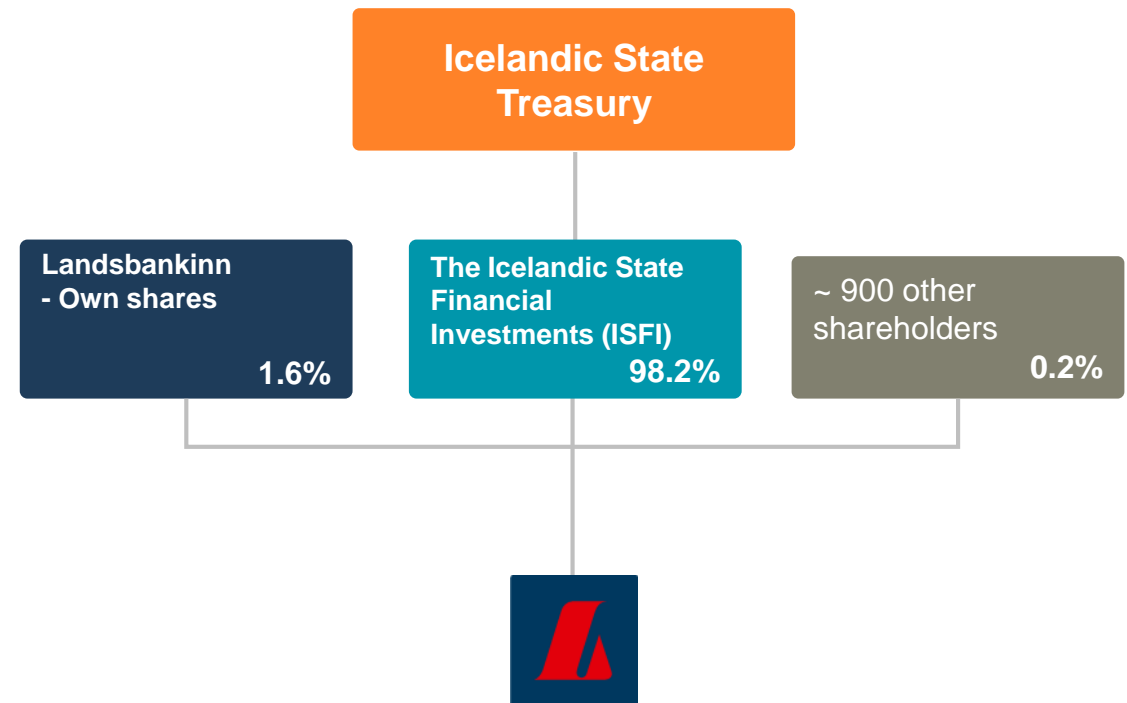 Icelandic State
Treasury
Landsbankinn
- Own shares
1.6%
The Icelandic State
Financial
Investments (ISFI)
98.2%
~ 900 other
shareholders
0.2%